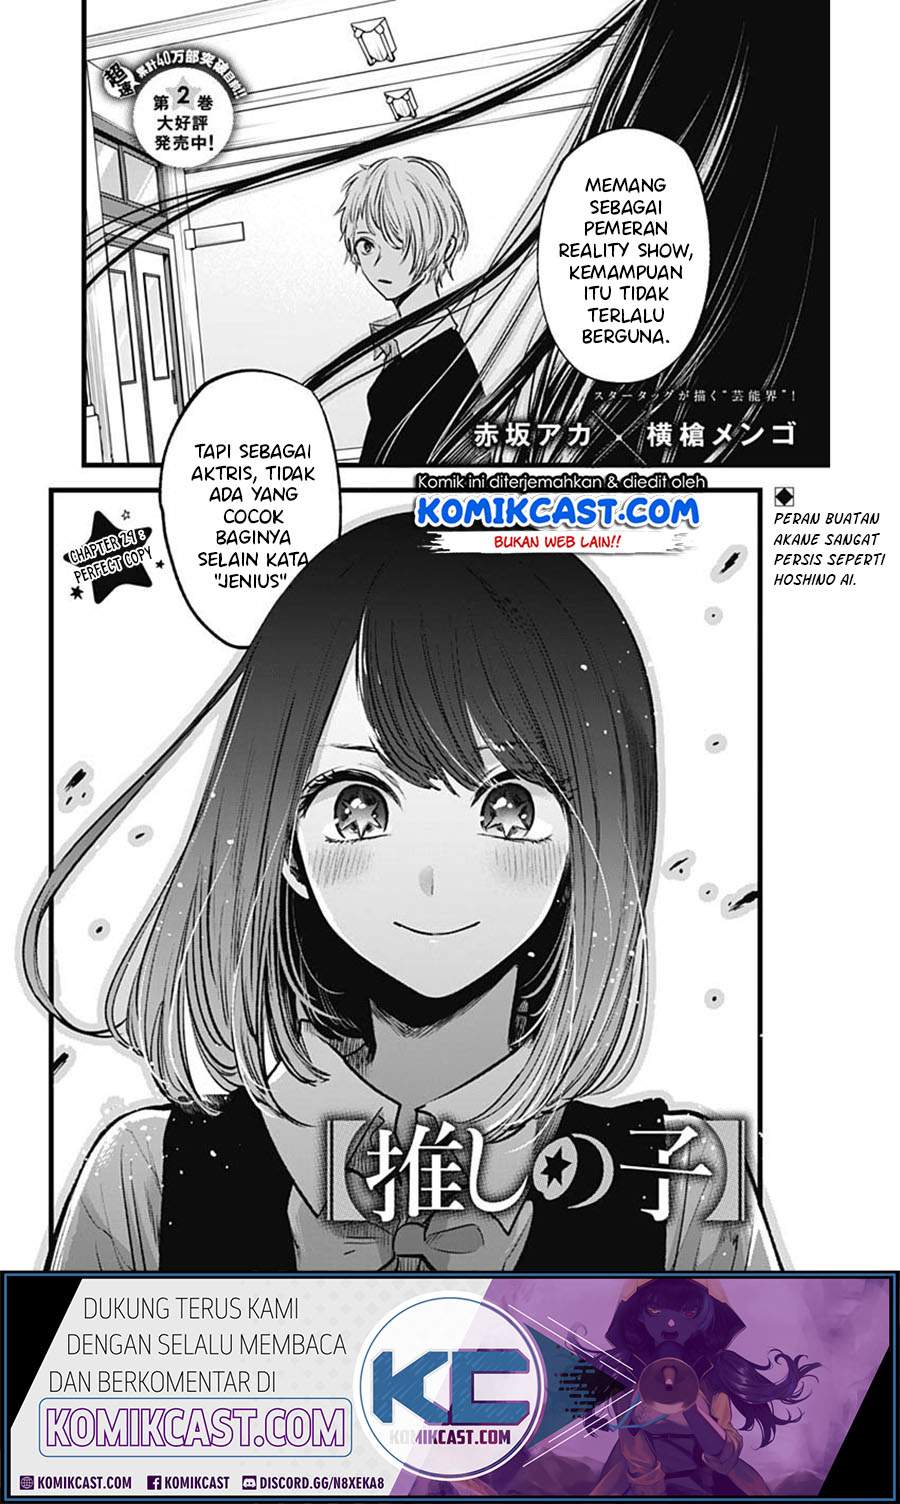 超速
累計40万部突破目前!!
第2巻
大好評
発売中!
MEMANG
SEBAGAI
PEMERAN
REALITY SHOW,
KEMAMPUAN
ITU TIDAK
TERLALU
BERGUNA.
スタータッグが描く“芸能界”!
赤坂アカ×横槍メンゴ
TAPI SEBAGAI
AKTRIS, TIDAK
ADA YANG
COCOK
BAGINYA
SELAIN KATA
"JENIUS"
Komik ini diterjemahkan & diedit oleh
KOMIKCAST.COM
BUKAN WEB LAIN!!
CHAPTER 29:
PERFECT COPY
PERAN BUATAN
AKANE SANGAT
PERSIS SEPERTI
HOSHINO AI.
【推しの子】
DUKUNG TERUS KAMI
DENGAN SELALU MEMBACA
DAN BERKOMENTAR DI
KOMIKCAST.COM
KC
KOMIKCAST.COM
KOMIKCAST.COM
KOMIKCAST
DISCORD.GG/N8XEKA8